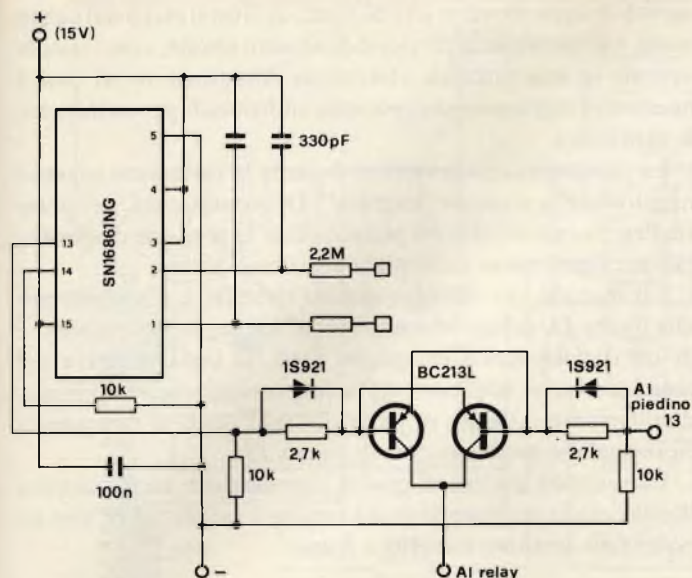 +
(15V)
5
330pF
4
SN16861NG
13
3
14
2
2,2M
15
1
10k
1S921
BC213L
1S921
Al
piedino
13
2,7k
2,7k
10k
10k
100n
−
Al relay